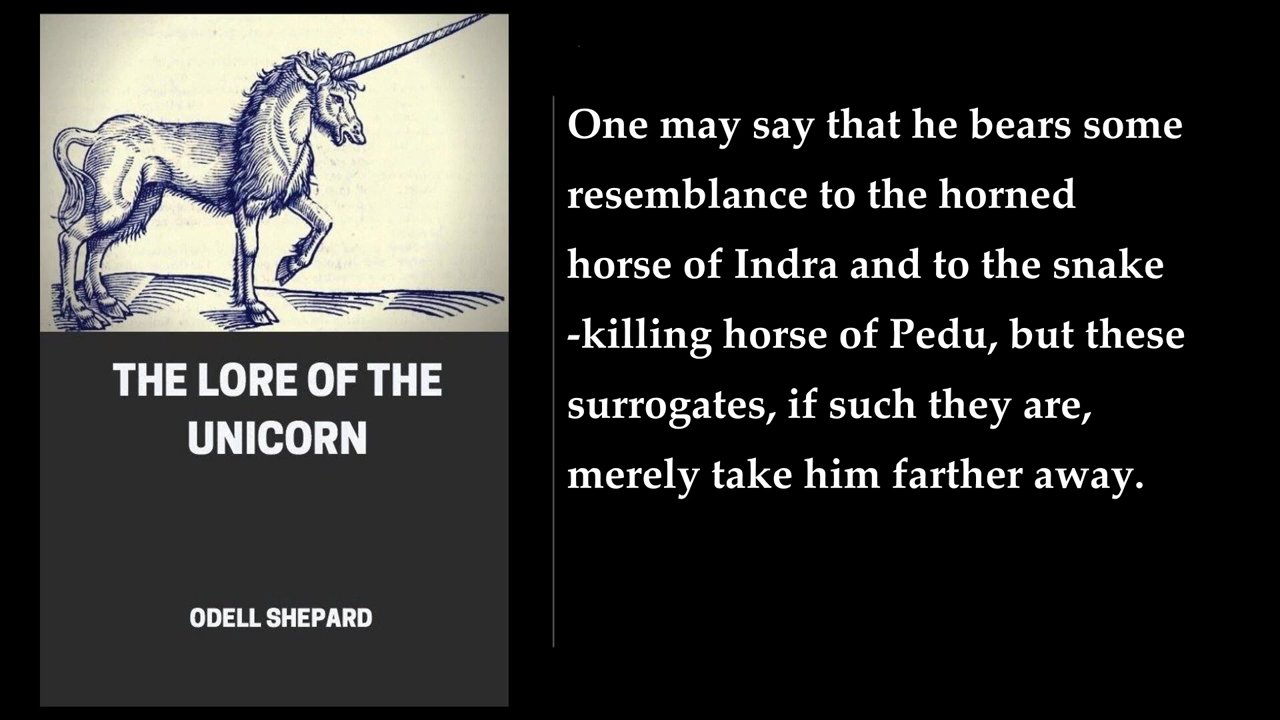 THE LORE OF THE
UNICORN
ODELL SHEPARD
One may say that he bears some
resemblance to the horned
horse of Indra and to the snake
-killing horse of Pedu, but these
surrogates, if such they are,
merely take him farther away.